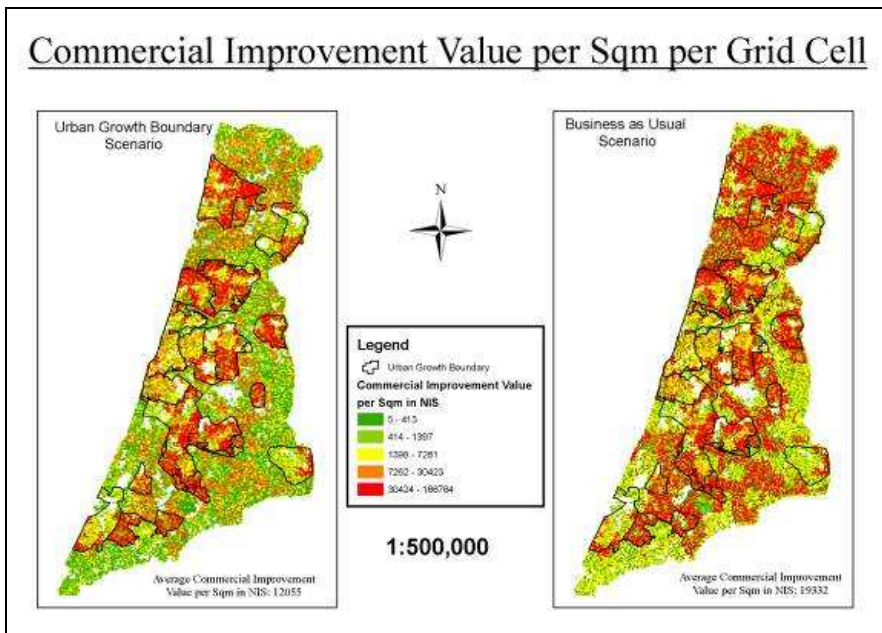 Commercial Improvement Value per Sqm per Grid Cell
Urban Growth Boundary
Scenario
Business as Usual
Scenario
N
Legend
Urban Growth Boundary
Commercial Improvement Value
per Sqm in NIS
5 - 413
414 - 1397
1398 - 7261
7262 - 30423
30424 - 166764
1:500,000
Average Commercial Improvement
Value per Sqm in NIS: 12055
Average Commercial Improvement
Value per Sqm in NIS: 19332